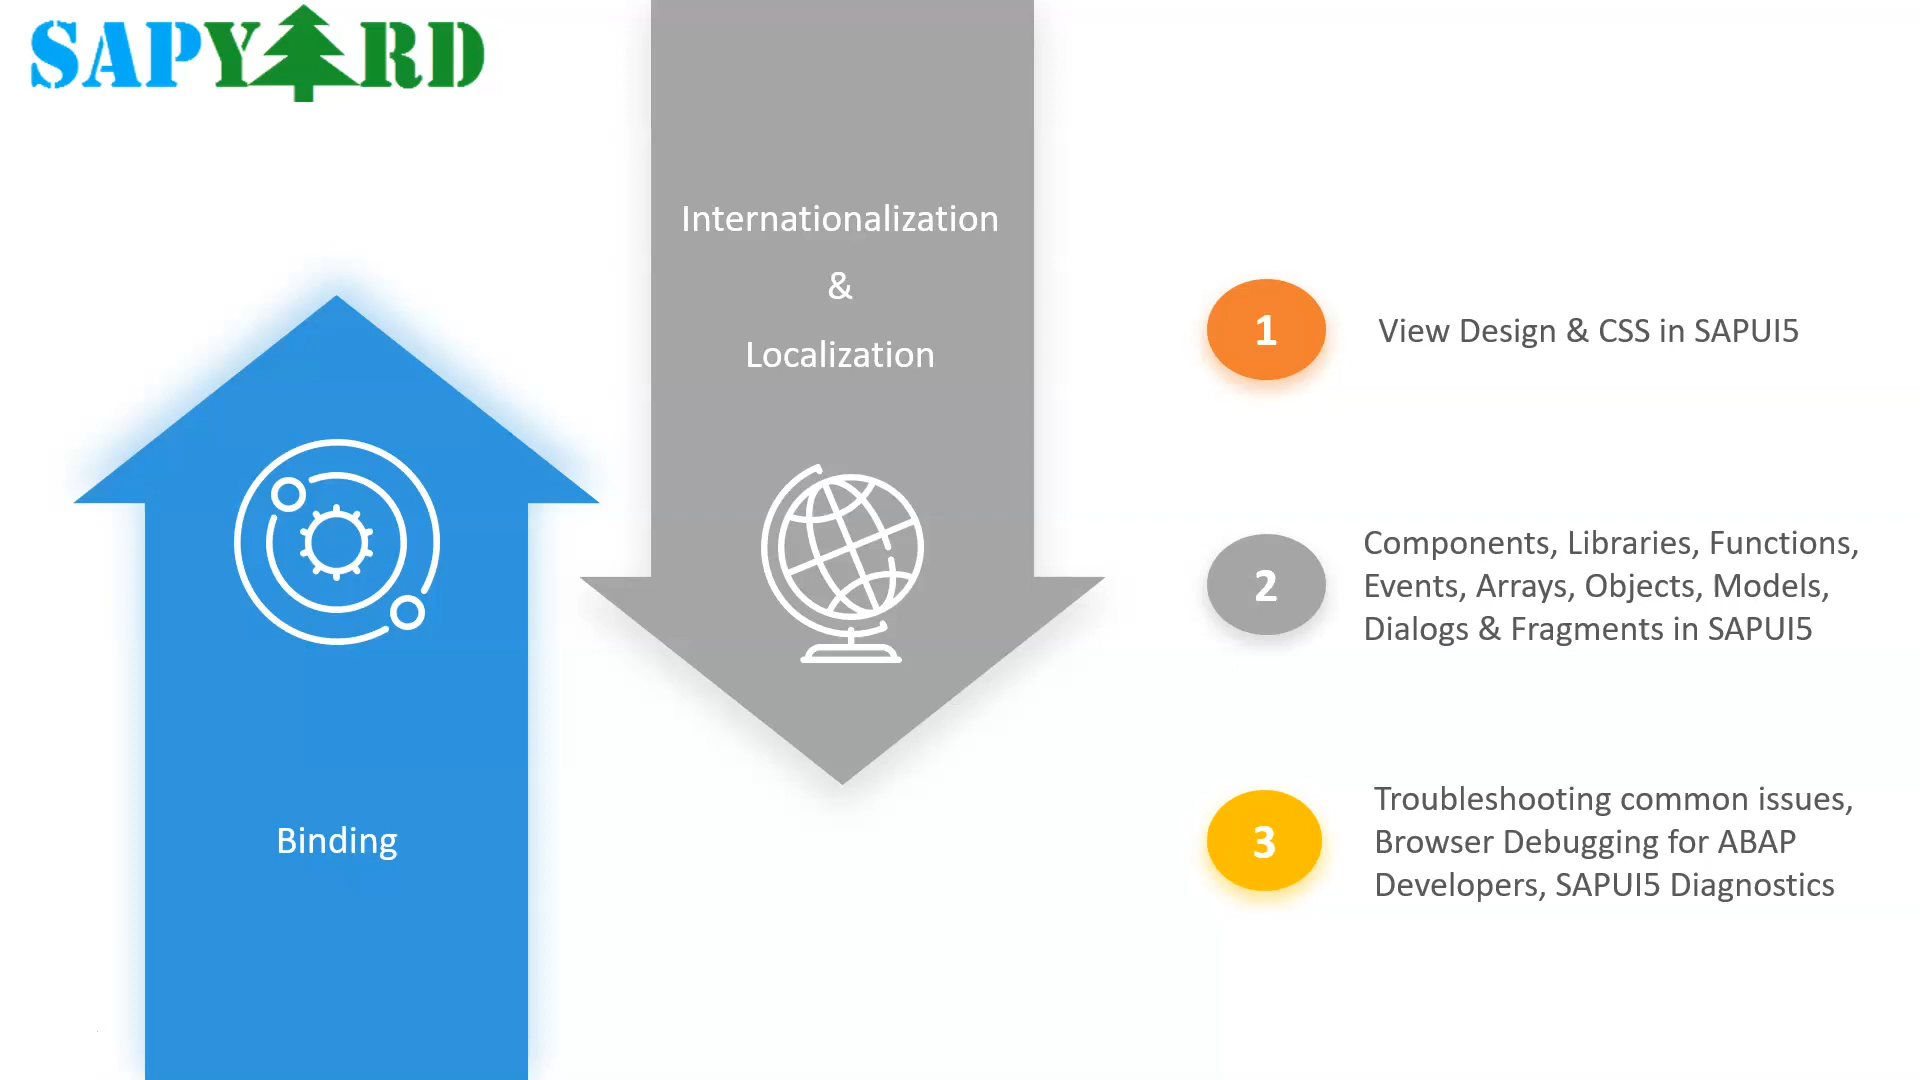 SAPYARD
Internationalization
&
Localization
Binding
1
View Design & CSS in SAPUI5
2
Components, Libraries, Functions,
Events, Arrays, Objects, Models,
Dialogs & Fragments in SAPUI5
3
Troubleshooting common issues,
Browser Debugging for ABAP
Developers, SAPUI5 Diagnostics